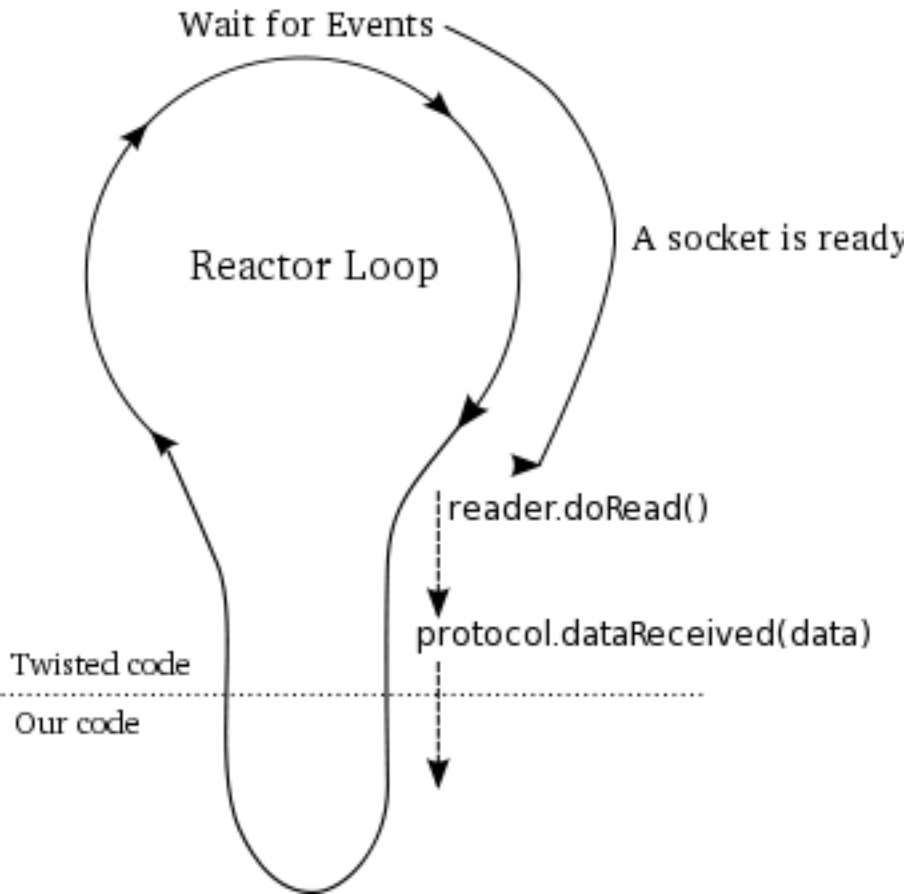 Wait for Events
A socket is ready
Reactor Loop
reader.doRead()
protocol.dataReceived(data)
Twisted code
Our code